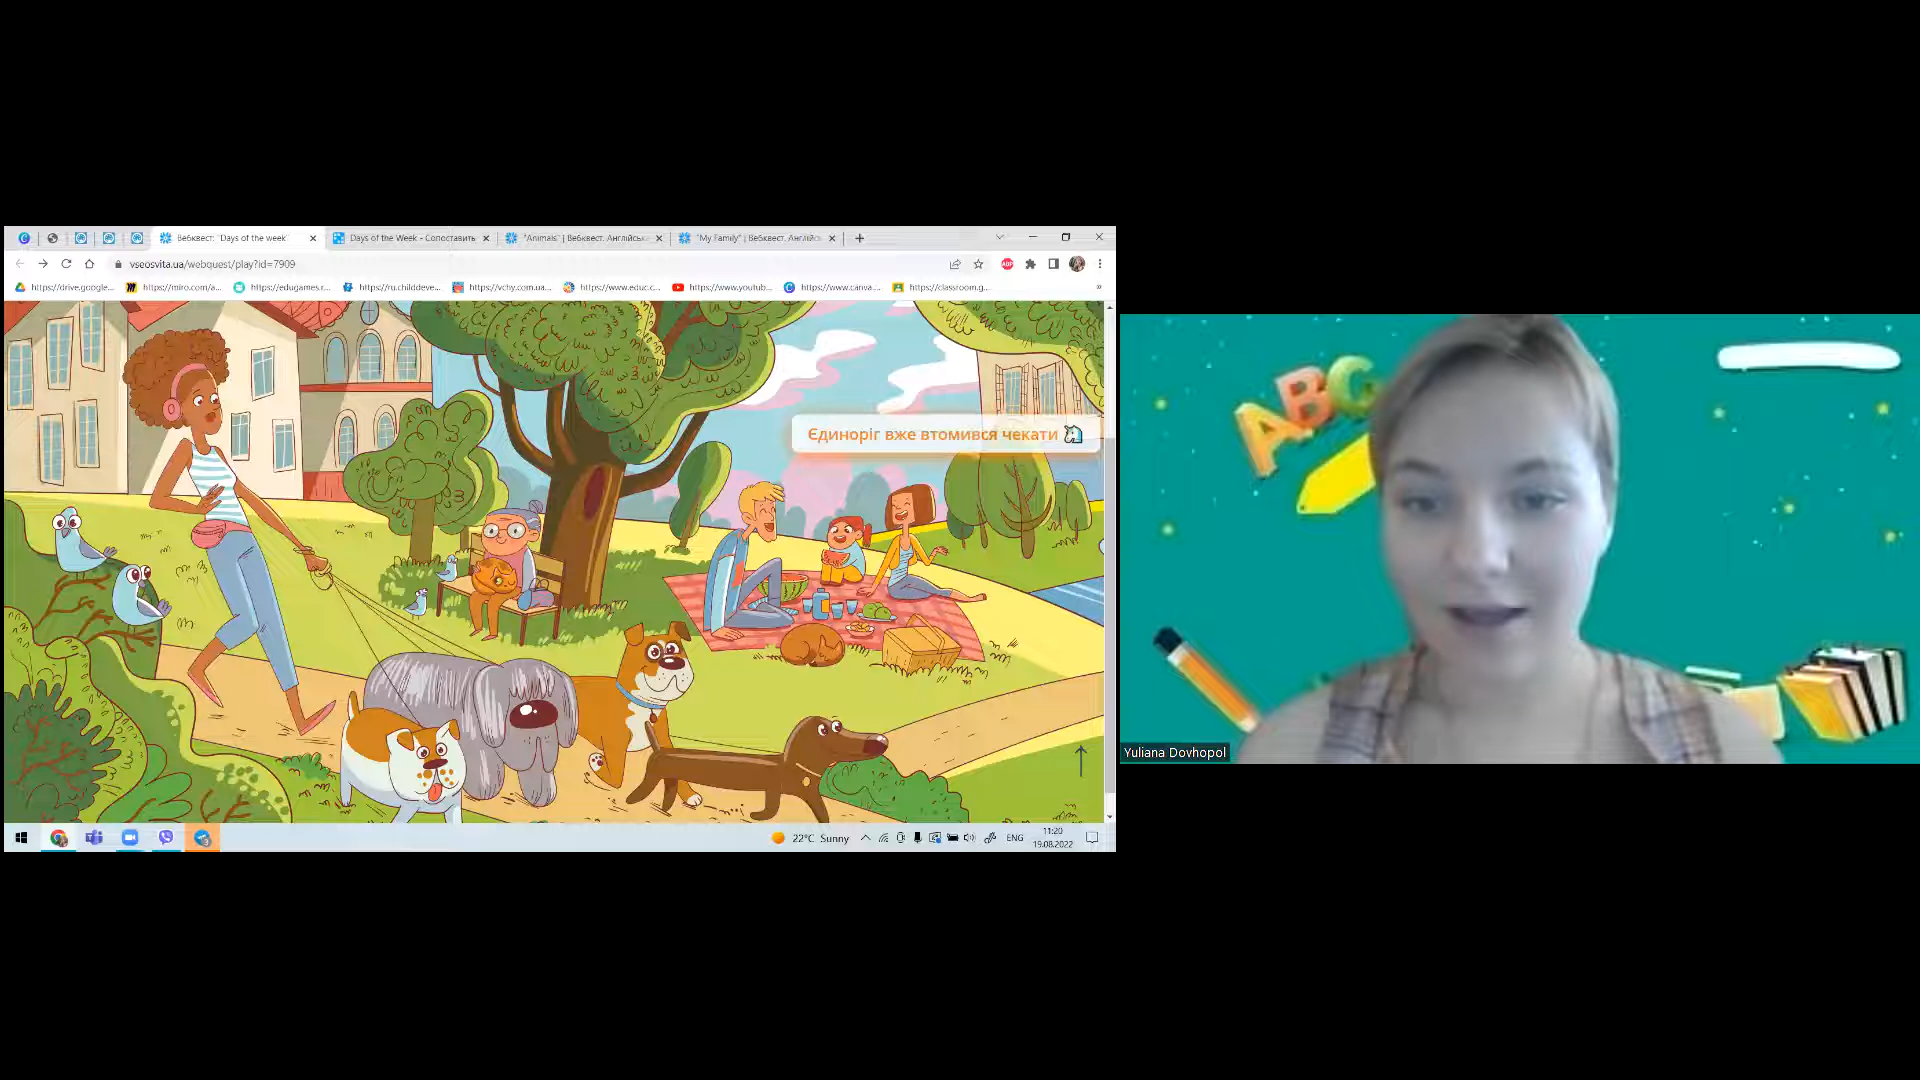 Вебквест: "Days of the week
Days of the Week - Сопоставить
"Animals" | Вебквест. Англійськ
"My Family" | Вебквест. Англійс
vseosvita.ua/webquest/play?id=7909
ABP
https://drive.google...
https://miro.com/a...
https://edugames.r...
https://ru.childdeve...
https://vchy.com.ua...
https://www.educ.c...
https://www.youtub...
https://www.canva...
https://classroom.g...
»
Єдиноріг вже втомився чекати
ABC
Yuliana Dovhopol
22°C Sunny
ENG
11:20
19.08.2022